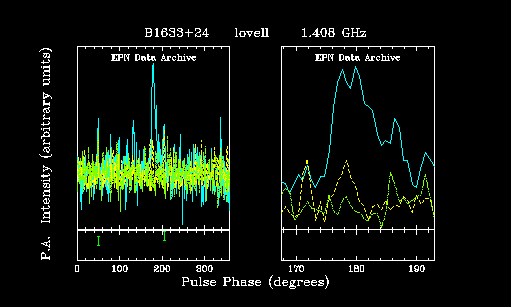 B1633+24 lovell 1.408 GHz
EPN Data Archive EPN Data Archive
P.A. Intensity (arbitrary units)
0 100 200 300 170 180 190
Pulse Phase (degrees)